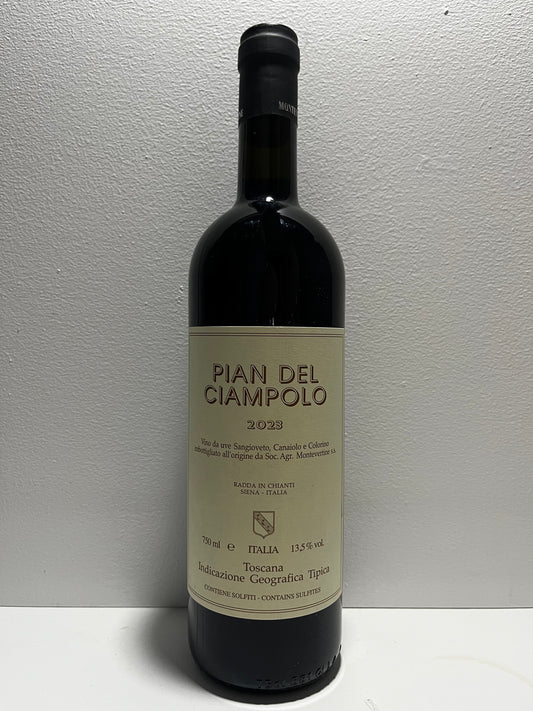 PIAN DEL
CIAMPOLO
2023
Vino da uve Sangioveto, Canaiolo e Colorino
imbottigliato all'origine da Soc. Agr. Montevertine s.s.
RADDA IN CHIANTI
SIENA - ITALIA
750 ml e ITALIA 13,5% vol.
Toscana
Indicazione Geografica Tipica
CONTIENE SOLFITI - CONTAINS SULFITES